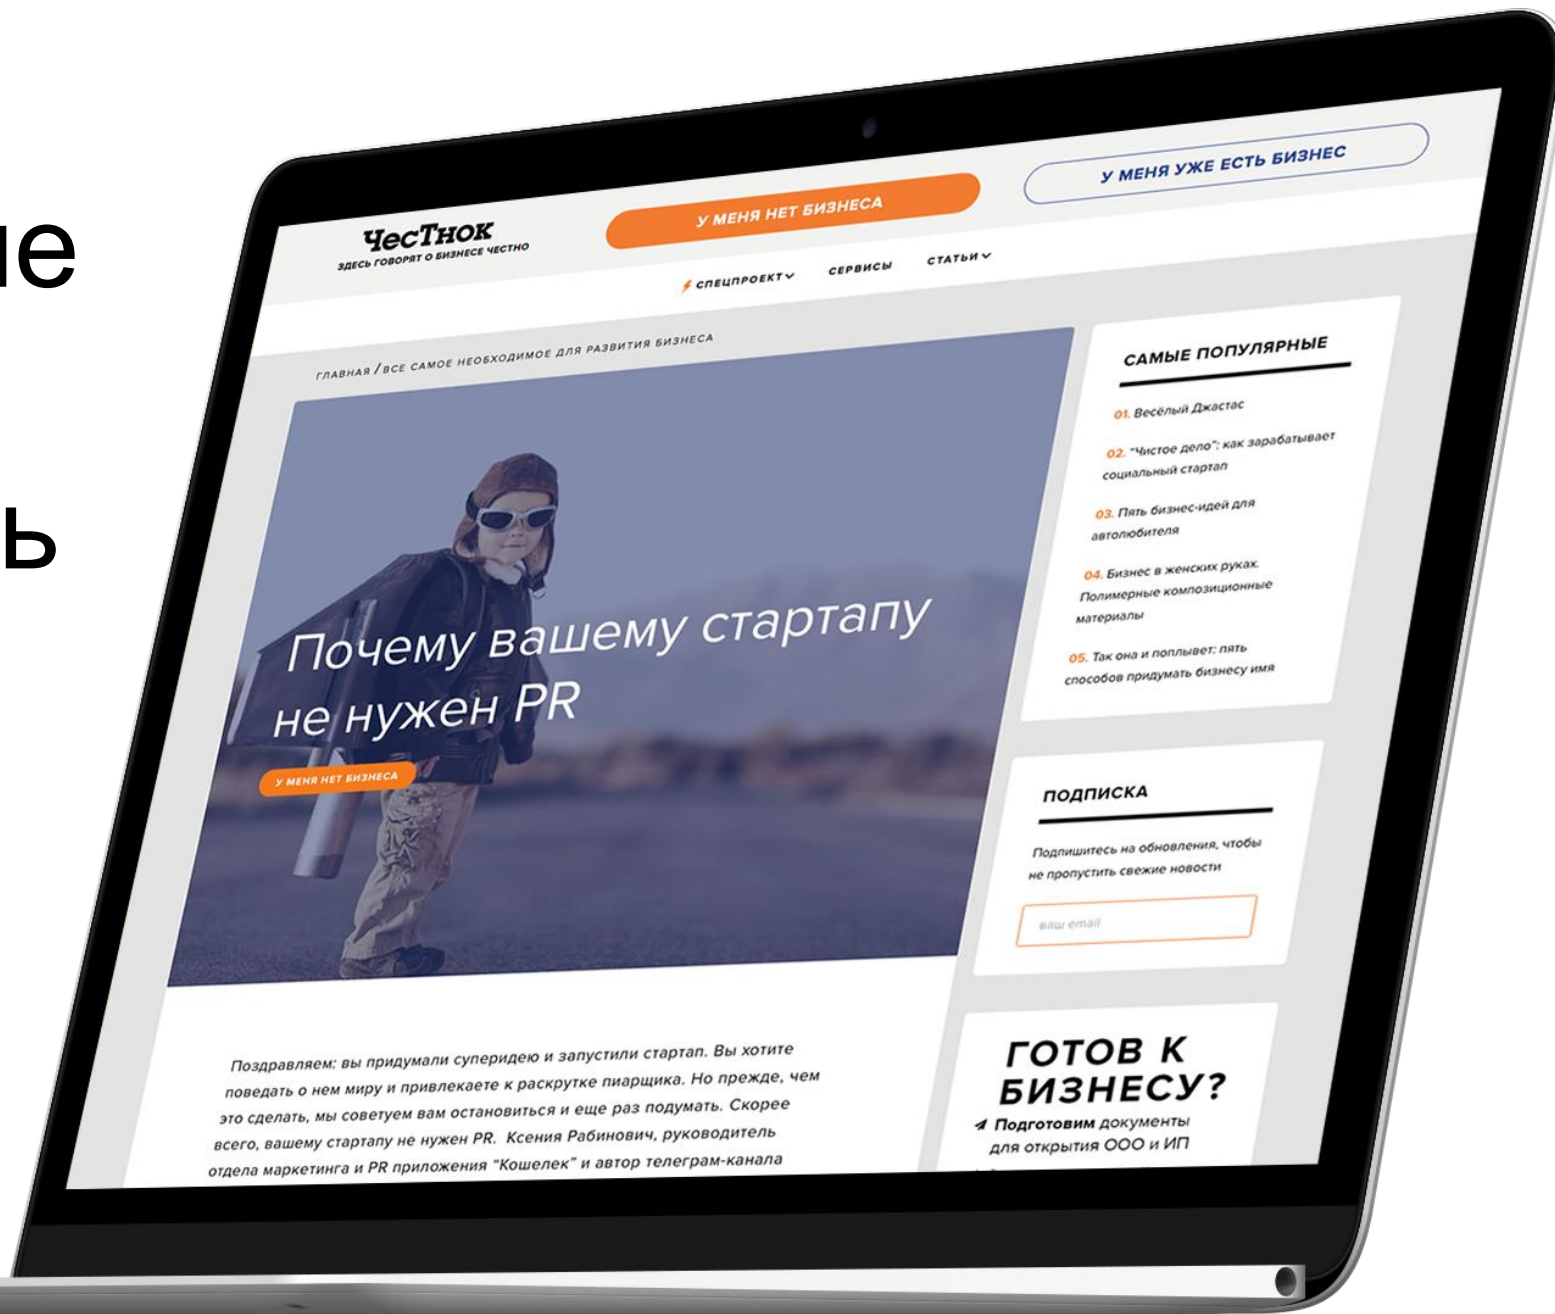 ЧесТнок
ЗДЕСЬ ГОВОРЯТ О БИЗНЕСЕ ЧЕСТНО
У МЕНЯ НЕТ БИЗНЕСА
У МЕНЯ УЖЕ ЕСТЬ БИЗНЕС
СПЕЦПРОЕКТ
СЕРВИСЫ
СТАТЬИ
ГЛАВНАЯ / ВСЕ САМОЕ НЕОБХОДИМОЕ ДЛЯ РАЗВИТИЯ БИЗНЕСА
Почему вашему стартапу
не нужен PR
У МЕНЯ НЕТ БИЗНЕСА
Поздравляем: вы придумали суперидею и запустили стартап. Вы хотите
поведать о нем миру и привлекаете к раскрутке пиарщика. Но прежде, чем
это сделать, мы советуем вам остановиться и еще раз подумать. Скорее
всего, вашему стартапу не нужен PR. Ксения Рабинович, руководитель
отдела маркетинга и PR приложения "Кошелек" и автор телеграм-канала
САМЫЕ ПОПУЛЯРНЫЕ
01. Весёлый Джастас
02. "Чистое дело": как зарабатывает
социальный стартап
03. Пять бизнес-идей для
автолюбителя
04. Бизнес в женских руках.
Полимерные композиционные
материалы
05. Так она и поплывет: пять
способов придумать бизнесу имя
ПОДПИСКА
Подпишитесь на обновления, чтобы
не пропустить свежие новости
ваш email
ГОТОВ К
БИЗНЕСУ?
Подготовим документы
для открытия ООО и ИП